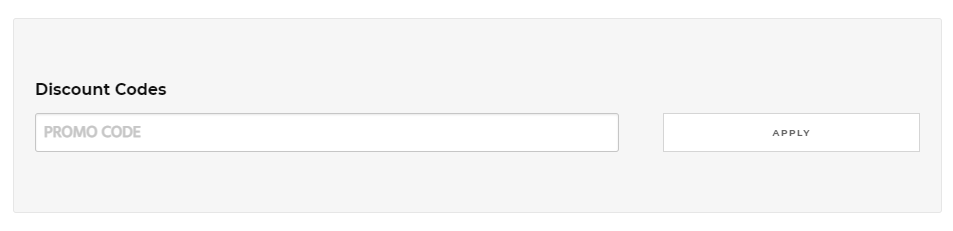 Discount Codes
PROMO CODE
APPLY